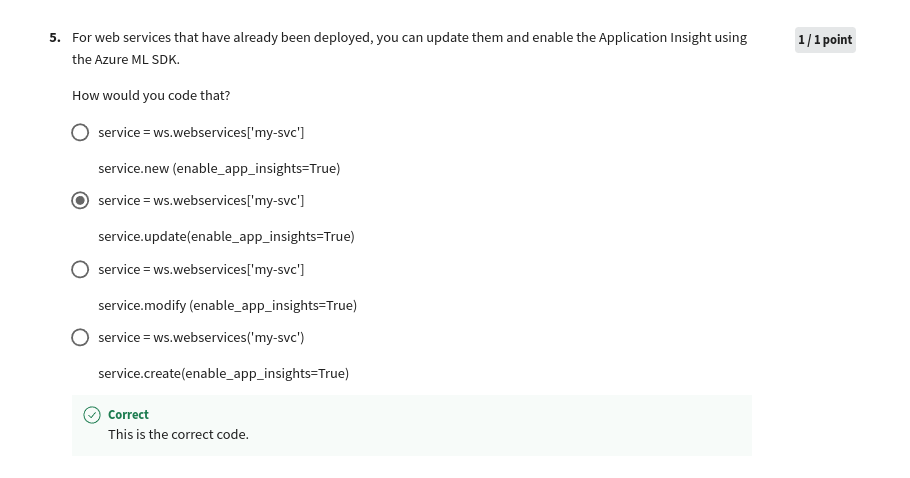 5. For web services that have already been deployed, you can update them and enable the Application Insight using
the Azure ML SDK.
1 / 1 point
How would you code that?
service = ws.webservices['my-svc']
service.new (enable_app_insights=True)
service = ws.webservices['my-svc']
service.update(enable_app_insights=True)
service = ws.webservices['my-svc']
service.modify (enable_app_insights=True)
service = ws.webservices('my-svc')
service.create(enable_app_insights=True)
Correct
This is the correct code.